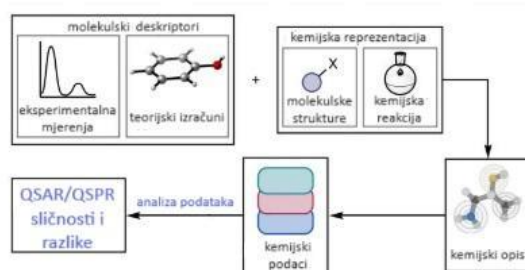 molekulski deskriptori
eksperimentalna
mjerenja
teorijski izračuni
+
kemijska reprezentacija
X
molekulske
strukture
kemijska
reakcija
kemijski opis
kemijski
podaci
analiza podataka
QSAR/QSPR
sličnosti i
razlike